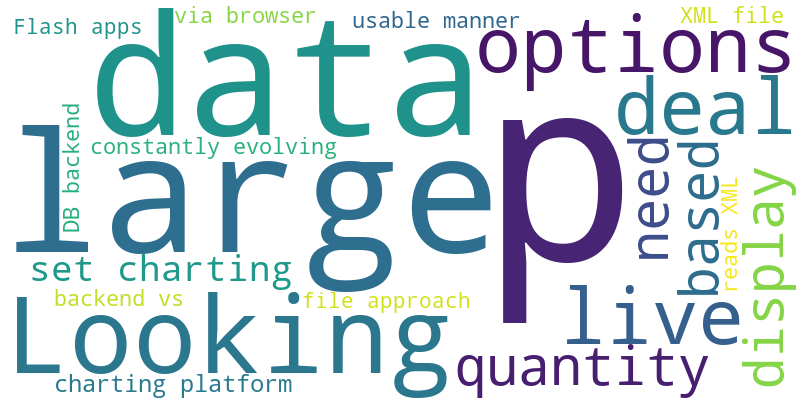 via browser
usable manner
XML file
Flash apps
data
options
deal
constantly evolving
DB backend
large
p
need
based
reads XML
display
set charting
backend vs
file approach
Looking
live
quantity
charting platform